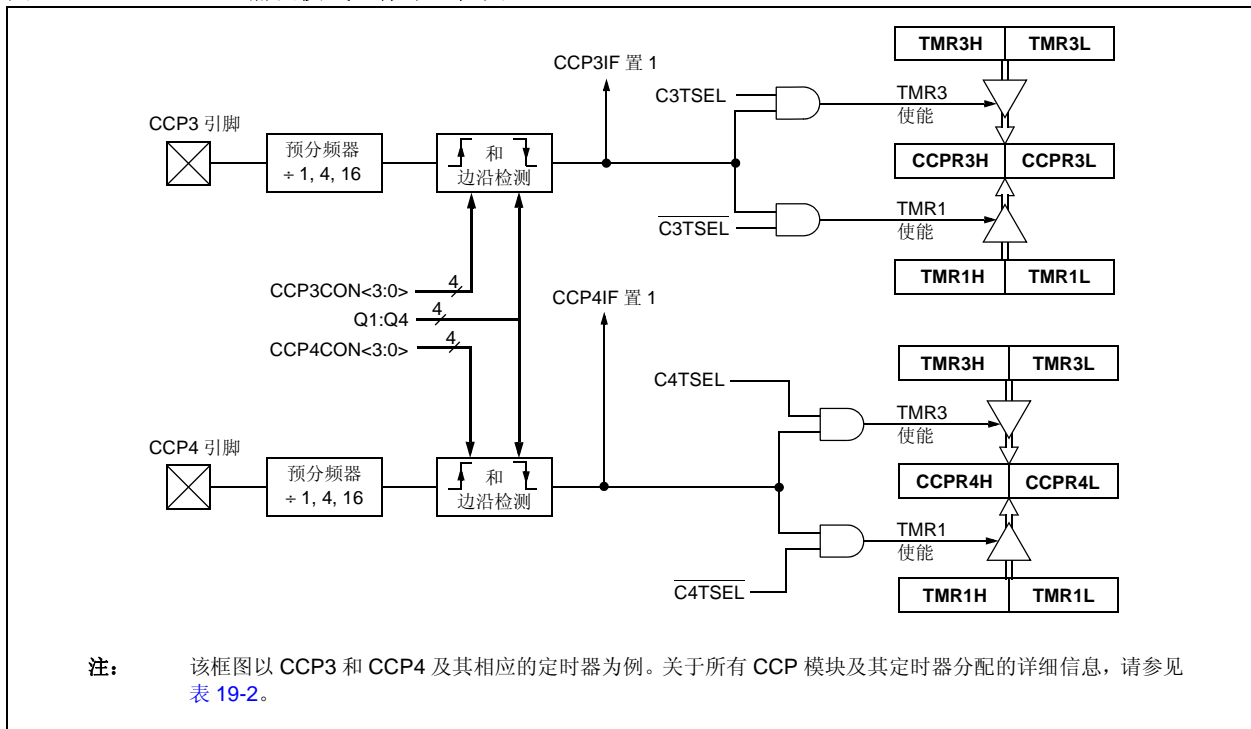 TMR3H TMR3L
CCP3IF 置 1
C3TSEL
TMR3
使能
CCP3 引脚
预分频器
÷ 1, 4, 16
和
边沿检测
CCPR3H CCPR3L
C3TSEL
TMR1
使能
TMR1H TMR1L
CCP3CON<3:0> 4
Q1:Q4 4
CCP4CON<3:0> 4
CCP4IF 置 1
TMR3H TMR3L
C4TSEL
TMR3
使能
CCP4 引脚
预分频器
÷ 1, 4, 16
和
边沿检测
CCPR4H CCPR4L
TMR1
使能
C4TSEL
TMR1H TMR1L
注： 该框图以 CCP3 和 CCP4 及其相应的定时器为例。关于所有 CCP 模块及其定时器分配的详细信息，请参见
表 19-2。